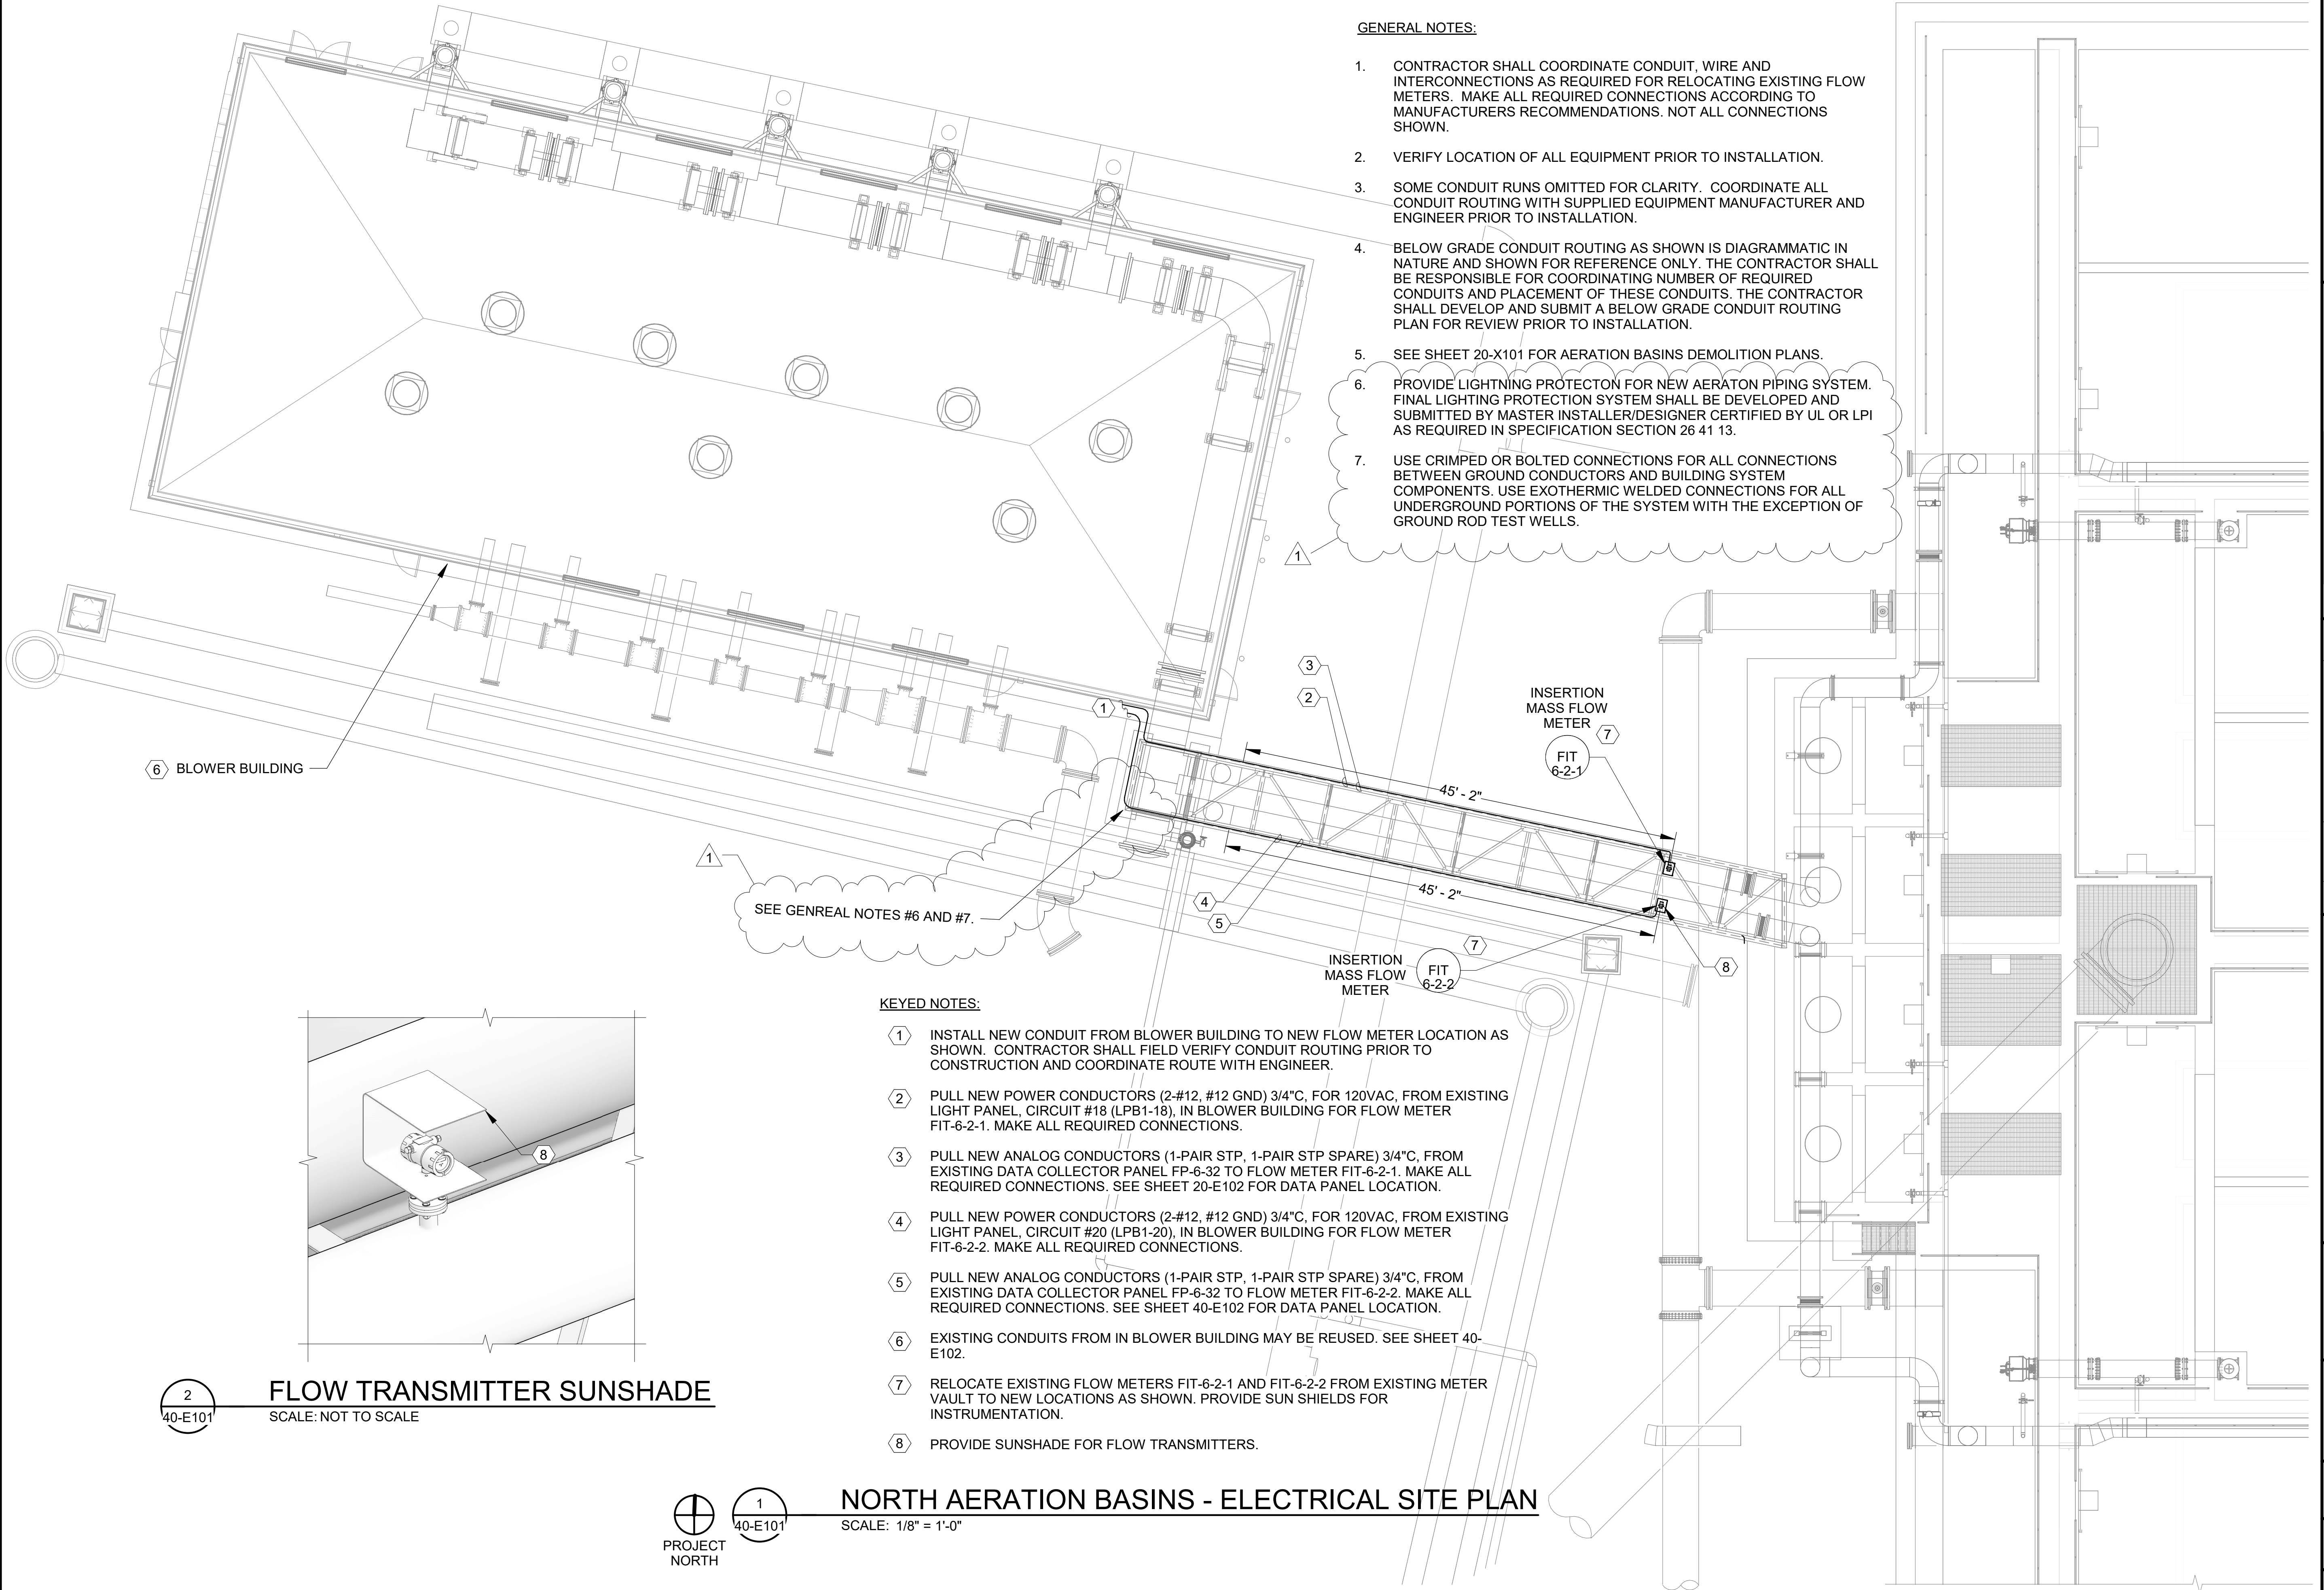 GENERAL NOTES:
1. CONTRACTOR SHALL COORDINATE CONDUIT, WIRE AND
INTERCONNECTIONS AS REQUIRED FOR RELOCATING EXISTING FLOW
METERS. MAKE ALL REQUIRED CONNECTIONS ACCORDING TO
MANUFACTURERS RECOMMENDATIONS. NOT ALL CONNECTIONS
SHOWN.
2. VERIFY LOCATION OF ALL EQUIPMENT PRIOR TO INSTALLATION.
3. SOME CONDUIT RUNS OMITTED FOR CLARITY. COORDINATE ALL
CONDUIT ROUTING WITH SUPPLIED EQUIPMENT MANUFACTURER AND
ENGINEER PRIOR TO INSTALLATION.
4. BELOW GRADE CONDUIT ROUTING AS SHOWN IS DIAGRAMMATIC IN
NATURE AND SHOWN FOR REFERENCE ONLY. THE CONTRACTOR SHALL
BE RESPONSIBLE FOR COORDINATING NUMBER OF REQUIRED
CONDUITS AND PLACEMENT OF THESE CONDUITS. THE CONTRACTOR
SHALL DEVELOP AND SUBMIT A BELOW GRADE CONDUIT ROUTING
PLAN FOR REVIEW PRIOR TO INSTALLATION.
5. SEE SHEET 20-X101 FOR AERATION BASINS DEMOLITION PLANS.
6. PROVIDE LIGHTNING PROTECTON FOR NEW AERATON PIPING SYSTEM.
FINAL LIGHTING PROTECTION SYSTEM SHALL BE DEVELOPED AND
SUBMITTED BY MASTER INSTALLER/DESIGNER CERTIFIED BY UL OR LPI
AS REQUIRED IN SPECIFICATION SECTION 26 41 13.
7. USE CRIMPED OR BOLTED CONNECTIONS FOR ALL CONNECTIONS
BETWEEN GROUND CONDUCTORS AND BUILDING SYSTEM
COMPONENTS. USE EXOTHERMIC WELDED CONNECTIONS FOR ALL
UNDERGROUND PORTIONS OF THE SYSTEM WITH THE EXCEPTION OF
GROUND ROD TEST WELLS.
1
3
2
1
INSERTION
MASS FLOW
METER
7
FIT
6-2-1
6 BLOWER BUILDING
45' - 2"
45' - 2"
1
SEE GENREAL NOTES #6 AND #7.
4
5
7
INSERTION
MASS FLOW
METER
FIT
6-2-2
8
KEYED NOTES:
1 INSTALL NEW CONDUIT FROM BLOWER BUILDING TO NEW FLOW METER LOCATION AS
SHOWN. CONTRACTOR SHALL FIELD VERIFY CONDUIT ROUTING PRIOR TO
CONSTRUCTION AND COORDINATE ROUTE WITH ENGINEER.
2 PULL NEW POWER CONDUCTORS (2-#12, #12 GND) 3/4"C, FOR 120VAC, FROM EXISTING
LIGHT PANEL, CIRCUIT #18 (LPB1-18), IN BLOWER BUILDING FOR FLOW METER
FIT-6-2-1. MAKE ALL REQUIRED CONNECTIONS.
3 PULL NEW ANALOG CONDUCTORS (1-PAIR STP, 1-PAIR STP SPARE) 3/4"C, FROM
EXISTING DATA COLLECTOR PANEL FP-6-32 TO FLOW METER FIT-6-2-1. MAKE ALL
REQUIRED CONNECTIONS. SEE SHEET 20-E102 FOR DATA PANEL LOCATION.
4 PULL NEW POWER CONDUCTORS (2-#12, #12 GND) 3/4"C, FOR 120VAC, FROM EXISTING
LIGHT PANEL, CIRCUIT #20 (LPB1-20), IN BLOWER BUILDING FOR FLOW METER
FIT-6-2-2. MAKE ALL REQUIRED CONNECTIONS.
5 PULL NEW ANALOG CONDUCTORS (1-PAIR STP, 1-PAIR STP SPARE) 3/4"C, FROM
EXISTING DATA COLLECTOR PANEL FP-6-32 TO FLOW METER FIT-6-2-2. MAKE ALL
REQUIRED CONNECTIONS. SEE SHEET 40-E102 FOR DATA PANEL LOCATION.
6 EXISTING CONDUITS FROM IN BLOWER BUILDING MAY BE REUSED. SEE SHEET 40-
E102.
7 RELOCATE EXISTING FLOW METERS FIT-6-2-1 AND FIT-6-2-2 FROM EXISTING METER
VAULT TO NEW LOCATIONS AS SHOWN. PROVIDE SUN SHIELDS FOR
INSTRUMENTATION.
8 PROVIDE SUNSHADE FOR FLOW TRANSMITTERS.
8
2
40-E101
FLOW TRANSMITTER SUNSHADE
SCALE: NOT TO SCALE
PROJECT
NORTH
1
40-E101
NORTH AERATION BASINS - ELECTRICAL SITE PLAN
SCALE: 1/8" = 1'-0"